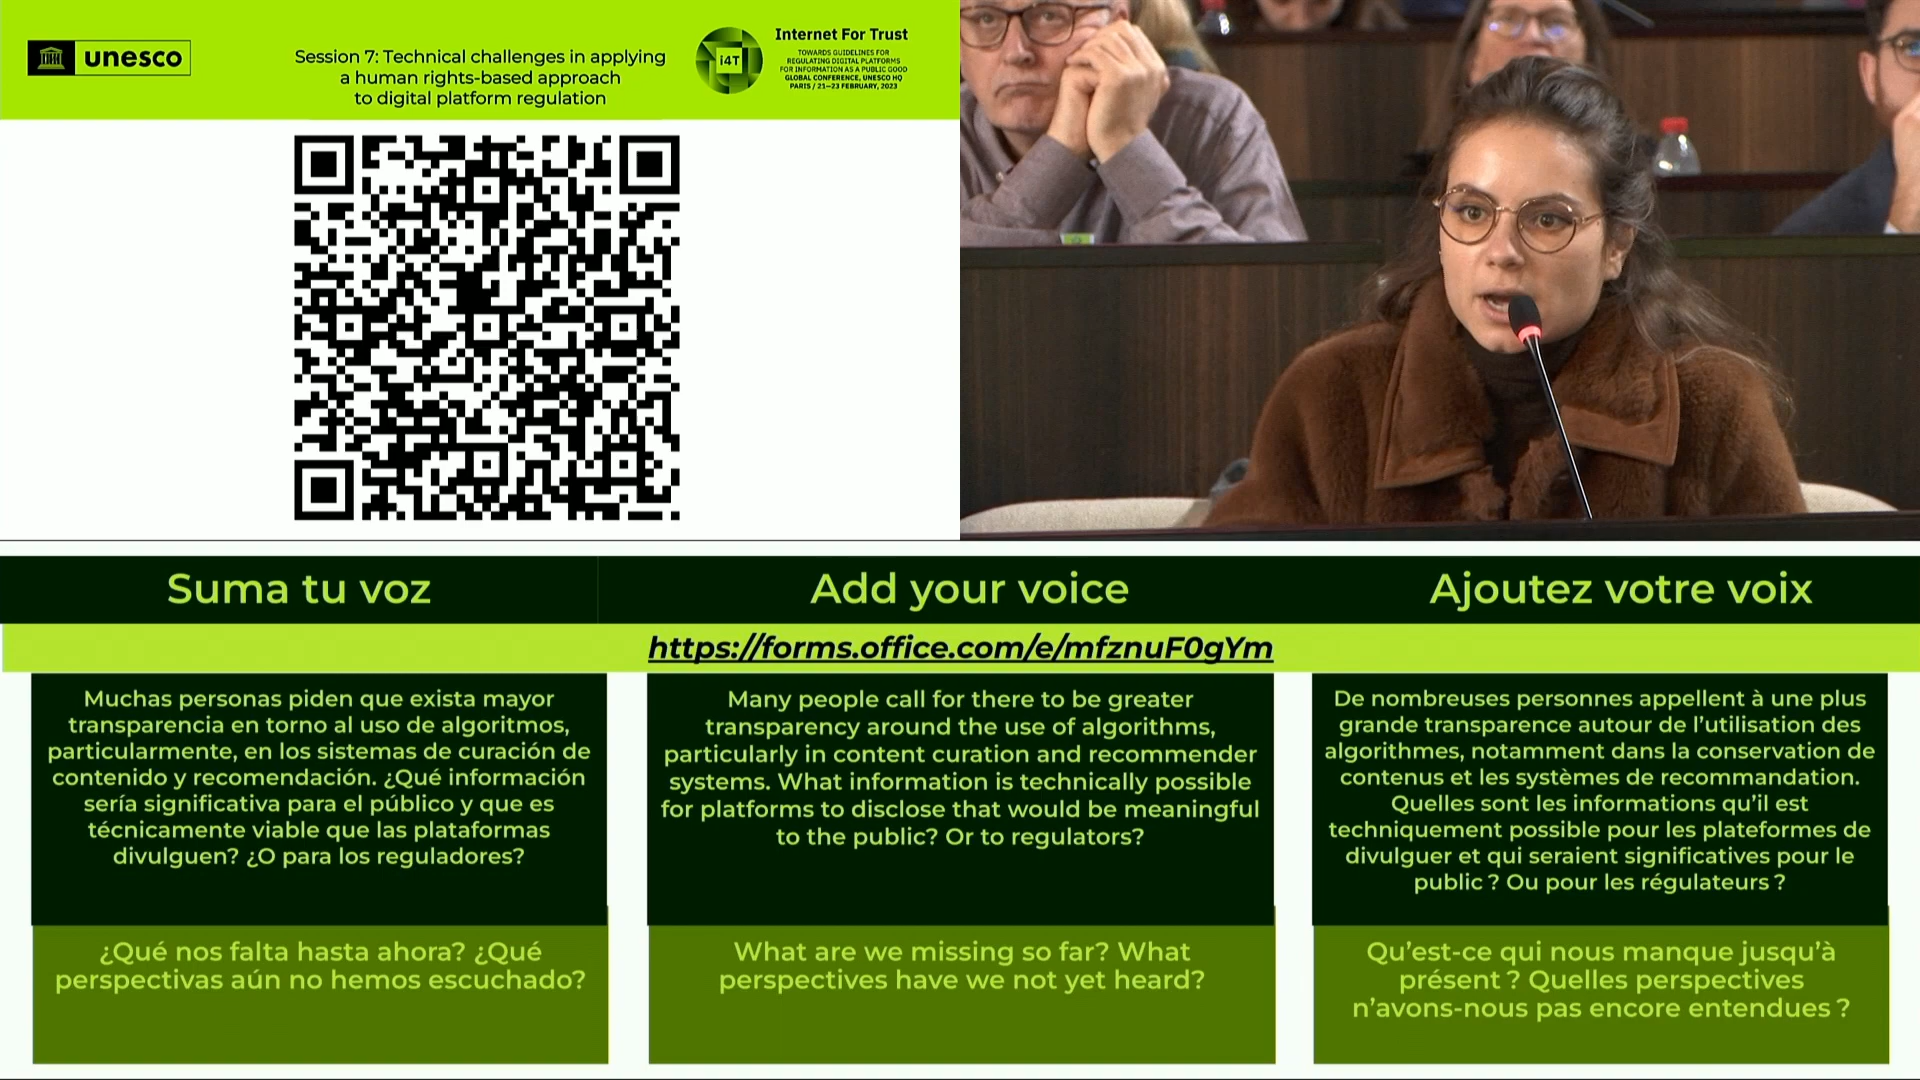 unesco
Session 7: Technical challenges in applying
a human rights-based approach
to digital platform regulation
i4T
Internet For Trust
TOWARDS GUIDELINES FOR
REGULATING DIGITAL PLATFORMS
FOR INFORMATION AS A PUBLIC GOOD
GLOBAL CONFERENCE, UNESCO HQ
PARIS / 21–23 FEBRUARY, 2023
Suma tu voz
Add your voice
Ajoutez votre voix
https://forms.office.com/e/mfznuF0gYm
Muchas personas piden que exista mayor
transparencia en torno al uso de algoritmos,
particularmente, en los sistemas de curación de
contenido y recomendación. ¿Qué información
sería significativa para el público y que es
técnicamente viable que las plataformas
divulguen? ¿O para los reguladores?
¿Qué nos falta hasta ahora? ¿Qué
perspectivas aún no hemos escuchado?
Many people call for there to be greater
transparency around the use of algorithms,
particularly in content curation and recommender
systems. What information is technically possible
for platforms to disclose that would be meaningful
to the public? Or to regulators?
What are we missing so far? What
perspectives have we not yet heard?
De nombreuses personnes appellent à une plus
grande transparence autour de l’utilisation des
algorithmes, notamment dans la conservation de
contenus et les systèmes de recommandation.
Quelles sont les informations qu’il est
techniquement possible pour les plateformes de
divulguer et qui seraient significatives pour le
public ? Ou pour les régulateurs ?
Qu’est-ce qui nous manque jusqu’à
présent ? Quelles perspectives
n’avons-nous pas encore entendues ?